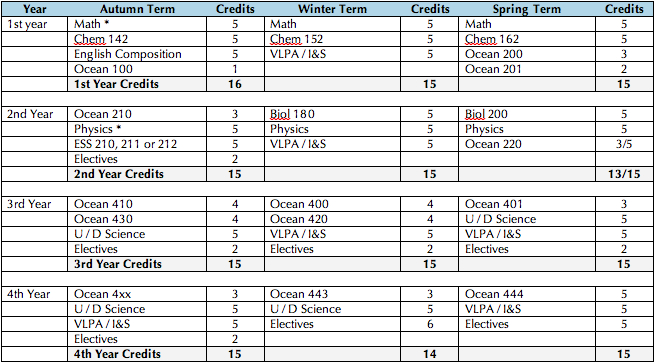 Year Autumn Term Credits Winter Term Credits Spring Term Credits
1st year Math * 5 Math 5 Math 5
Chem 142 5 Chem 152 5 Chem 162 5
English Composition 5 VLPA / I&S 5 Ocean 200 3
Ocean 100 1 Ocean 201 2
1st Year Credits 16 15 15
2nd Year Ocean 210 3 Biol 180 5 Biol 200 5
Physics * 5 Physics 5 Physics 5
ESS 210, 211 or 212 5 VLPA / I&S 5 Ocean 220 3/5
Electives 2
2nd Year Credits 15 15 13/15
3rd Year Ocean 410 4 Ocean 400 4 Ocean 401 3
Ocean 430 4 Ocean 420 4 U / D Science 5
U / D Science 5 VLPA / I&S 5 VLPA / I&S 5
Electives 2 Electives 2 Electives 2
3rd Year Credits 15 15 15
4th Year Ocean 4xx 3 Ocean 443 3 Ocean 444 5
U / D Science 5 U / D Science 5 VLPA / I&S 5
VLPA / I&S 5 Electives 6 Electives 5
Electives 2
4th Year Credits 15 14 15